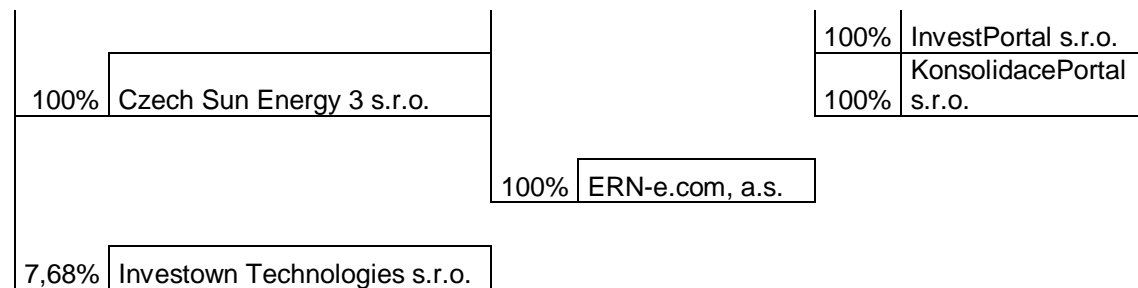 100% InvestPortal s.r.o.
KonsolidacePortal
100% Czech Sun Energy 3 s.r.o. 100% s.r.o.
100% ERN-e.com, a.s.
7,68% Investown Technologies s.r.o.